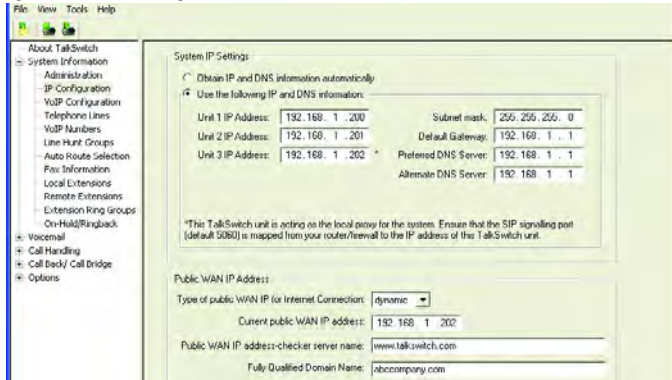 File View Tools Help
About TalkSwitch
System Information
Administration
IP Configuration
VoIP Configuration
Telephone Lines
VoIP Numbers
Line Hunt Groups
Auto Route Selection
Fax Information
Local Extensions
Remote Extensions
Extension Ring Groups
On-Hold/Ringback
Voicemail
Call Handling
Call Back/ Call Bridge
Options
System IP Settings
Obtain IP and DNS information automatically
Use the following IP and DNS information:
Unit 1 IP Address: 192.168. 1 .200 Subnet mask: 255.255.255. 0
Unit 2 IP Address: 192.168. 1 .201 Default Gateway: 192.168. 1 . 1
Unit 3 IP Address: 192.168. 1 .202 * Preferred DNS Server: 192.168. 1 . 1
Alternate DNS Server: 192.168. 1 . 1
*This TalkSwitch unit is acting as the local proxy for the system. Ensure that the SIP signalling port
(default 5060) is mapped from your router/firewall to the IP address of this TalkSwitch unit.
Public WAN IP Address
Type of public WAN IP for Internet Connection: dynamic
Current public WAN IP address: 192 168 1 202
Public WAN IP address-checker server name: www.talkswitch.com
Fully Qualified Domain Name: abccompany.com